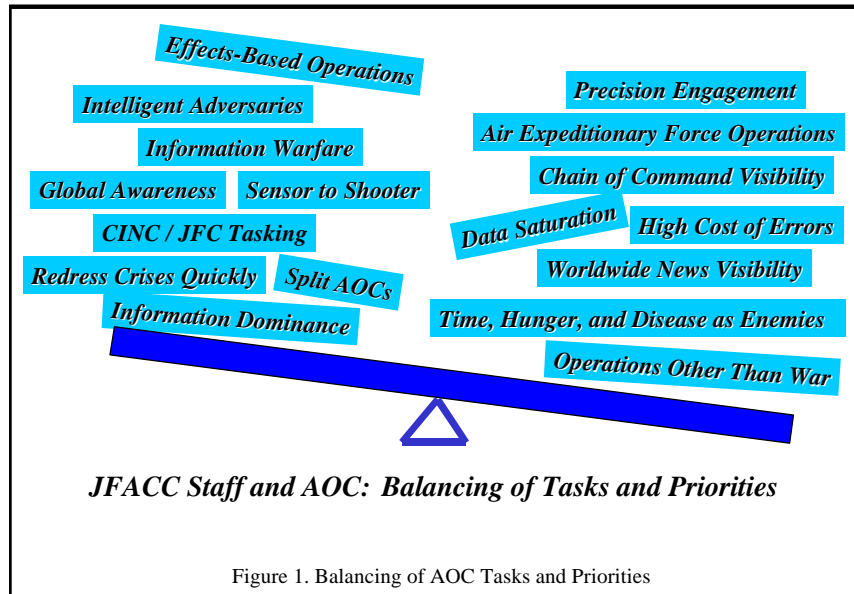 Effects-Based Operations
Intelligent Adversaries
Information Warfare
Global Awareness
Sensor to Shooter
CINC / JFC Tasking
Redress Crises Quickly
Split AOCs
Information Dominance
Precision Engagement
Air Expeditionary Force Operations
Chain of Command Visibility
Data Saturation
High Cost of Errors
Worldwide News Visibility
Time, Hunger, and Disease as Enemies
Operations Other Than War
JFACC Staff and AOC: Balancing of Tasks and Priorities
Figure 1. Balancing of AOC Tasks and Priorities